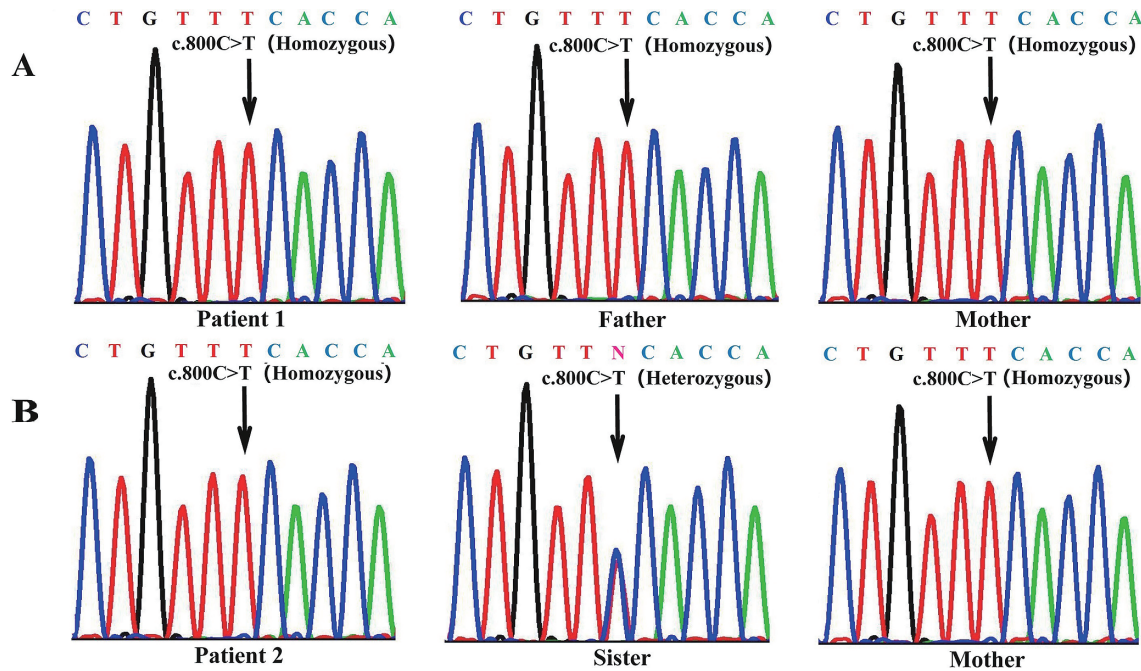 C T G T T T C A C C A
c.800C>T (Homozygous)
C T G T T T C A C C A
c.800C>T (Homozygous)
C T G T T T C A C C A
c.800C>T (Homozygous)
A
Patient 1
Father
Mother
C T G T T T C A C C A
c.800C>T (Homozygous)
C T G T T N C A C C A
c.800C>T (Heterozygous)
C T G T T T C A C C A
c.800C>T (Homozygous)
B
Patient 2
Sister
Mother